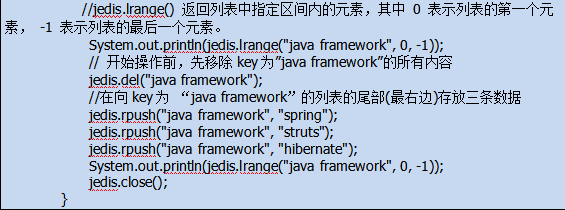 //jedis.lrange() 返回列表中指定区间内的元素，其中 0 表示列表的第一个元
素， -1 表示列表的最后一个元素。
System.out.println(jedis.lrange("java framework", 0, -1));
// 开始操作前，先移除 key 为"java framework"的所有内容
jedis.del("java framework");
//在向 key 为 “java framework” 的列表的尾部(最右边)存放三条数据
jedis.rpush("java framework", "spring");
jedis.rpush("java framework", "struts");
jedis.rpush("java framework", "hibernate");
System.out.println(jedis.lrange("java framework", 0, -1));
jedis.close();
}